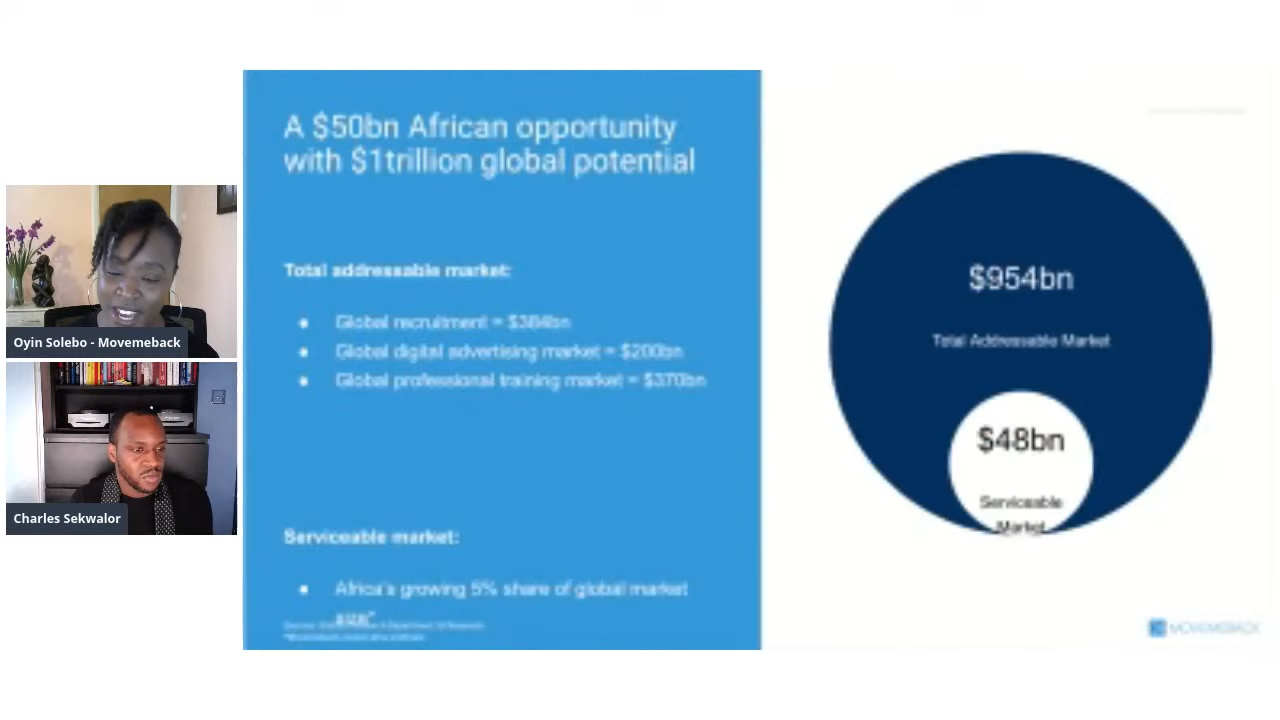 Oyin Solebo - Movemeback
Charles Sekwalor
A $50bn African opportunity
with $1trillion global potential
Total addressable market:
● Global recruitment = $384bn
● Global digital advertising market = $200bn
● Global professional training market = $370bn
Serviceable market:
● Africa's growing 5% share of global market
size*
$954bn
Total Addressable Market
$48bn
Serviceable
Market
MOVEMEBACK